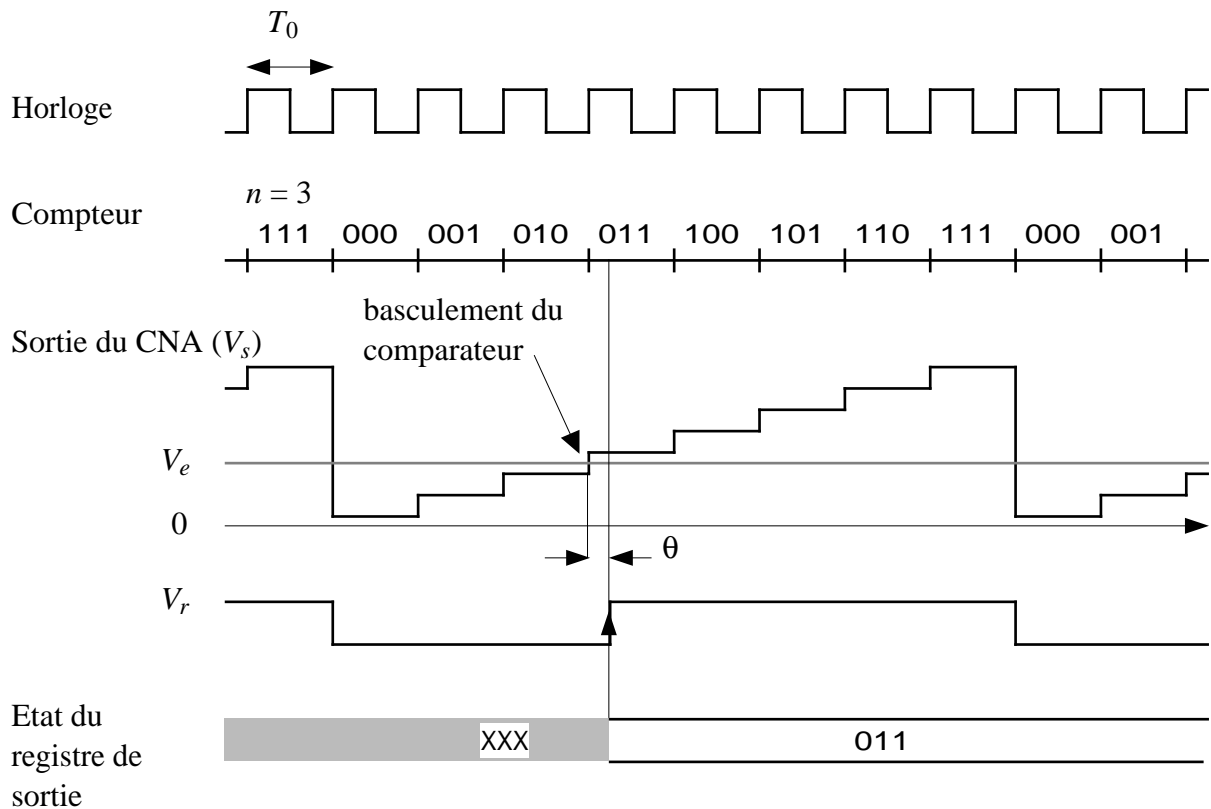 T0
Horloge
n = 3
Compteur
111 000 001 010 011 100 101 110 111 000 001
basculement du
comparateur
Sortie du CNA (Vs)
Ve
0
θ
Vr
Etat du
registre de
sortie
XXX
011